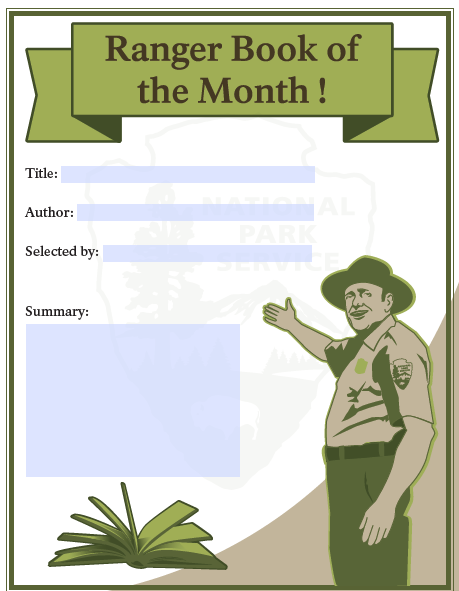 Ranger Book of
the Month !
Title:
NATIONAL
Author:
PARK
Selected by:
SERVICE
Summary: